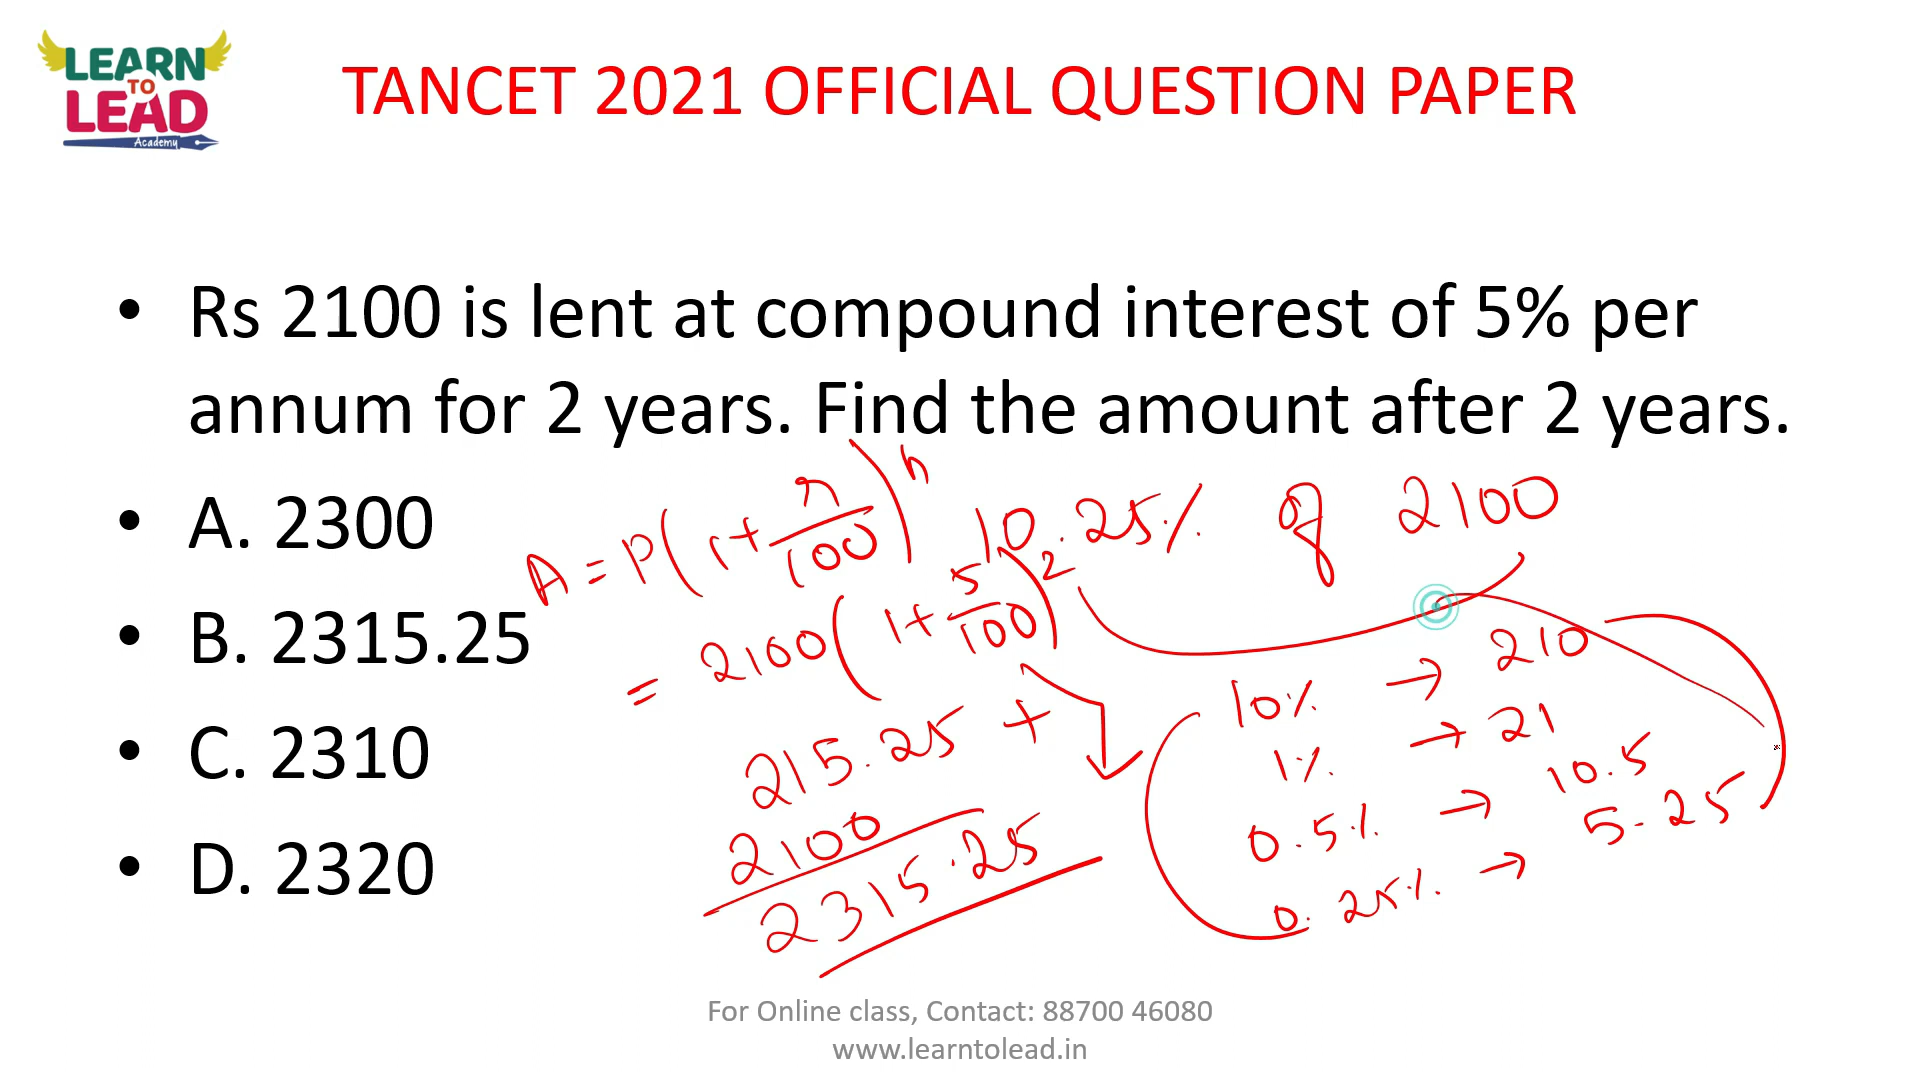 LEARN
TO
LEAD
Academy
TANCET 2021 OFFICIAL QUESTION PAPER
• Rs 2100 is lent at compound interest of 5% per
annum for 2 years. Find the amount after 2 years.
• A. 2300
• B. 2315.25
• C. 2310
• D. 2320
A = P(1+r/100)^n
= 2100(1+5/100)^2
215.25 +
2100
2315.25
10.25% of 2100
10% → 210
1% → 21
0.5% → 10.5
0.25% → 5.25
For Online class, Contact: 88700 46080
www.learntolead.in